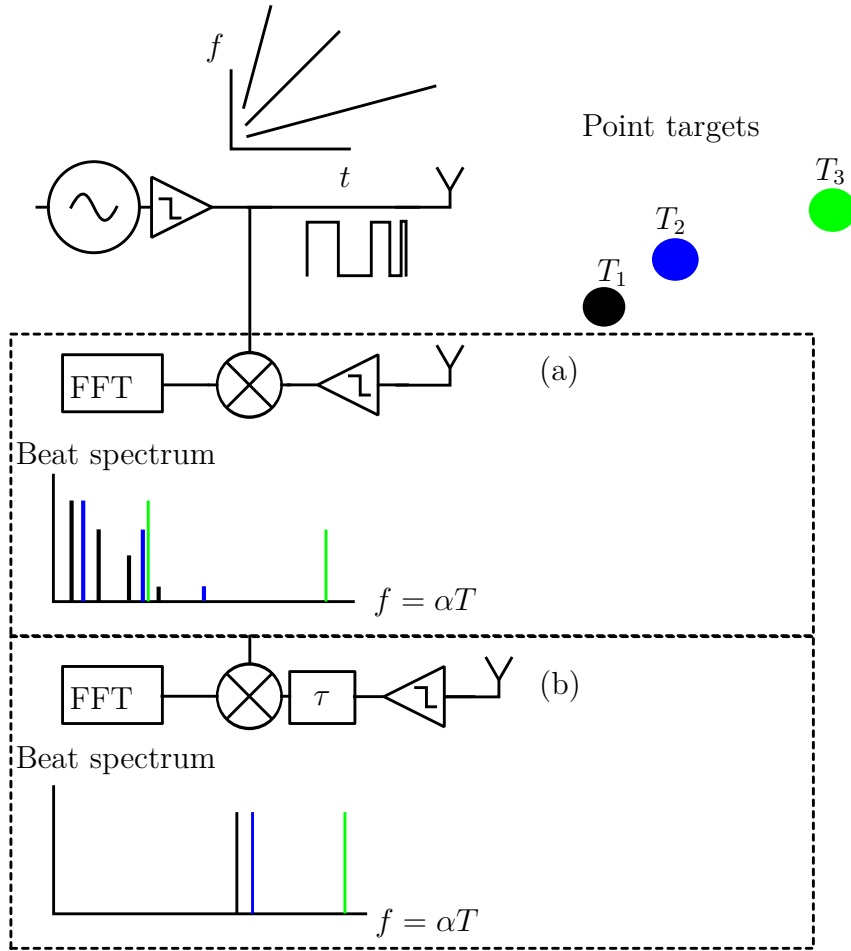 f
t
Point targets
T₃
T₂
T₁
FFT
(a)
Beat spectrum
f = αT
FFT
τ
(b)
Beat spectrum
f = αT